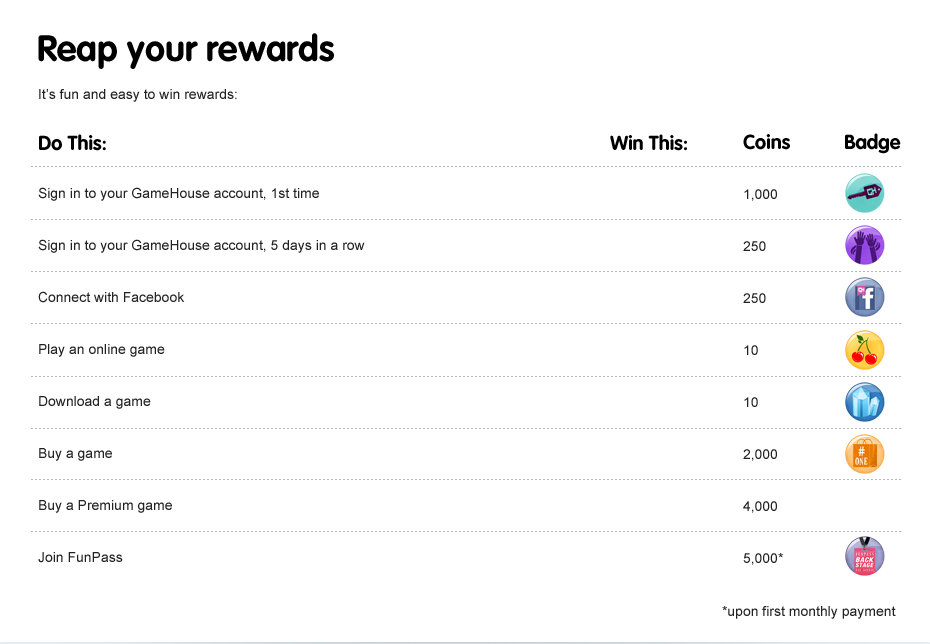 Reap your rewards
It's fun and easy to win rewards:
Do This: Win This: Coins Badge
Sign in to your GameHouse account, 1st time 1,000
Sign in to your GameHouse account, 5 days in a row 250
Connect with Facebook 250 f
Play an online game 10
Download a game 10
Buy a game 2,000 # ONE
Buy a Premium game 4,000
Join FunPass 5,000* BACK STAGE
*upon first monthly payment